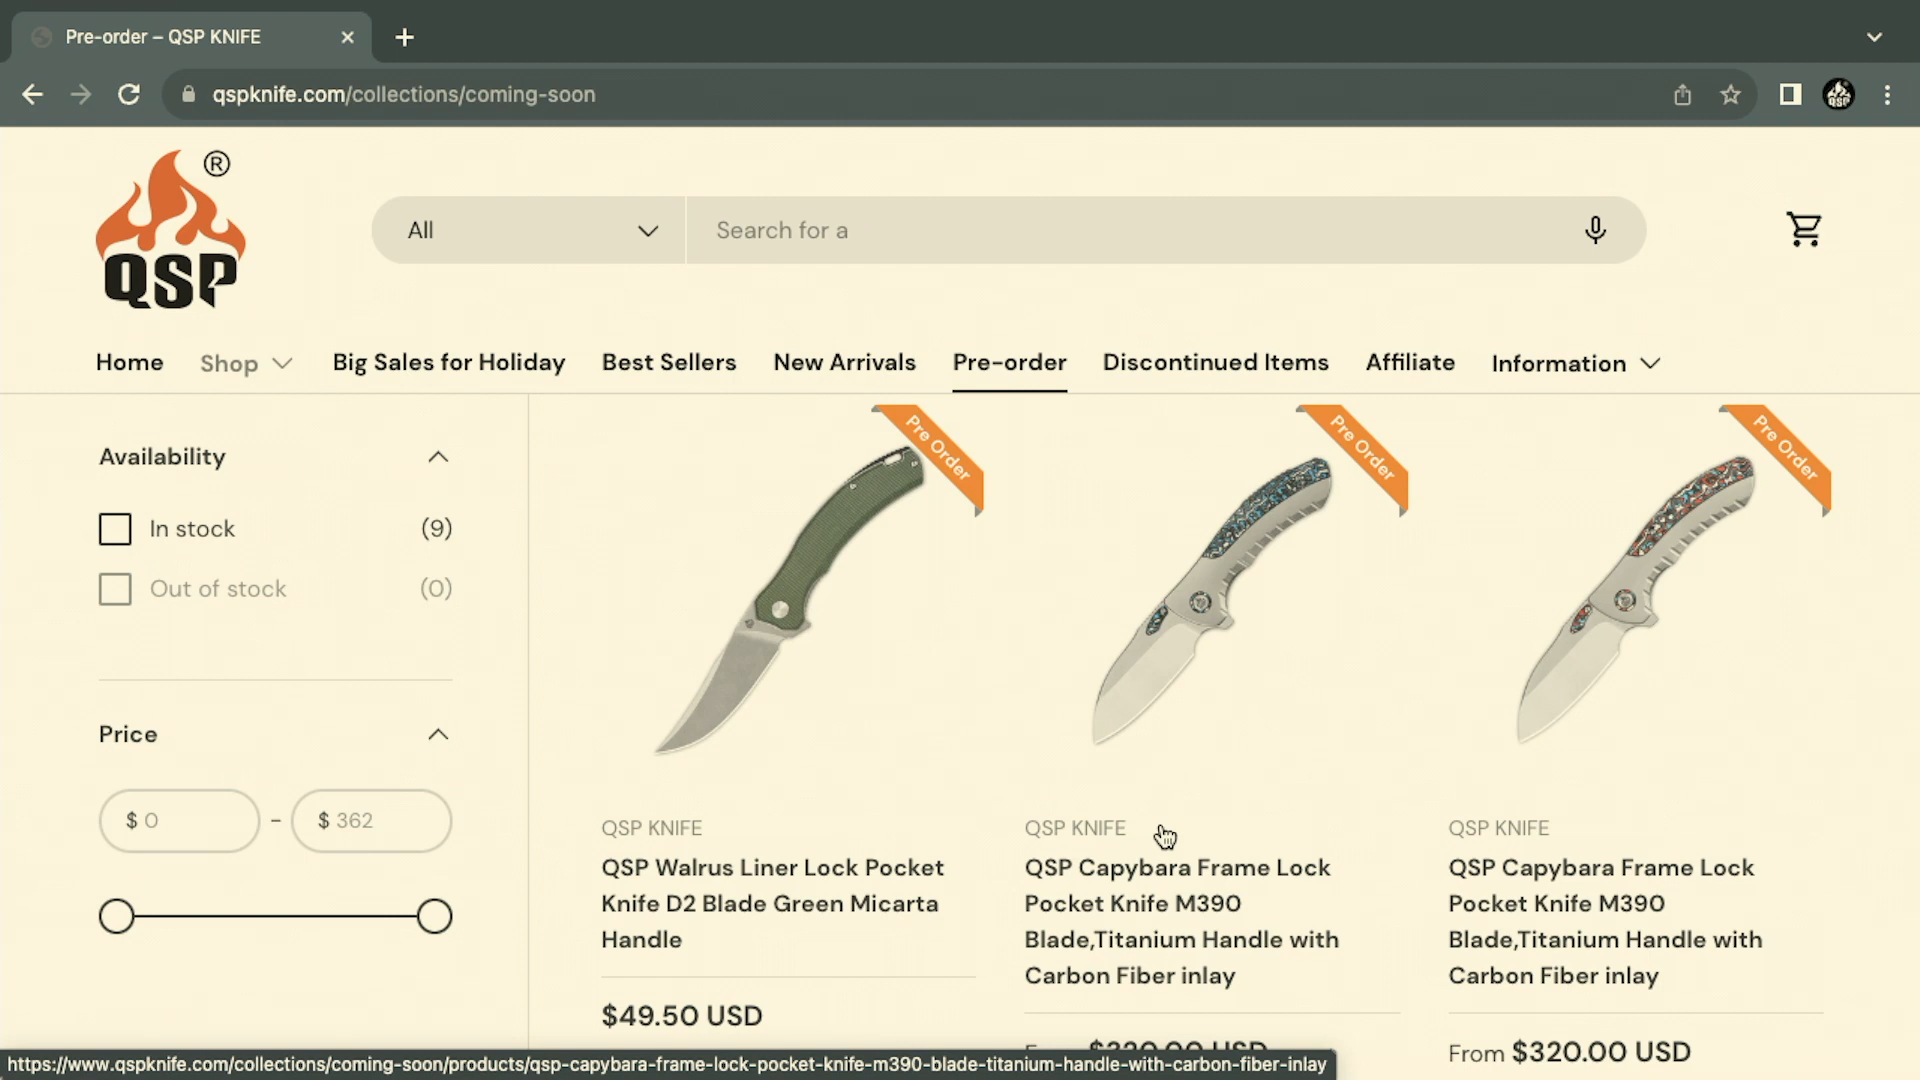 Pre-order – QSP KNIFE
qspknife.com/collections/coming-soon
®
QSP
All
Search for a
Home
Shop
Big Sales for Holiday
Best Sellers
New Arrivals
Pre-order
Discontinued Items
Affiliate
Information
Availability
In stock
(9)
Out of stock
(0)
Price
$ 0
-
$ 362
Pre Order
Pre Order
Pre Order
QSP KNIFE
QSP Walrus Liner Lock Pocket
Knife D2 Blade Green Micarta
Handle
$49.50 USD
QSP KNIFE
QSP Capybara Frame Lock
Pocket Knife M390
Blade,Titanium Handle with
Carbon Fiber inlay
$320.00 USD
QSP KNIFE
QSP Capybara Frame Lock
Pocket Knife M390
Blade,Titanium Handle with
Carbon Fiber inlay
From $320.00 USD
https://www.qspknife.com/collections/coming-soon/products/qsp-capybara-frame-lock-pocket-knife-m390-blade-titanium-handle-with-carbon-fiber-inlay